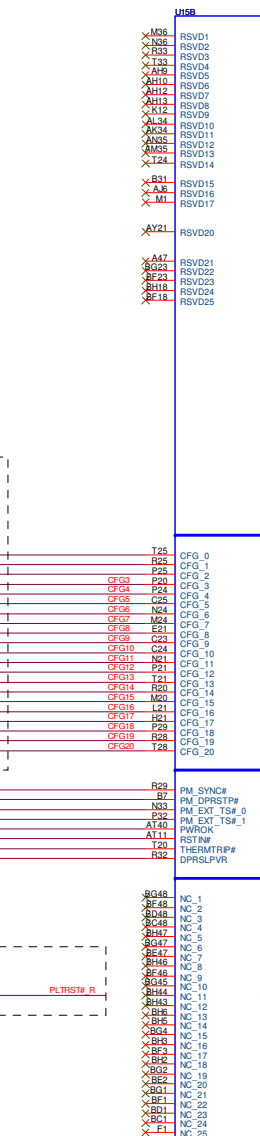 U15B
M36 RSVD1
N36 RSVD2
R33 RSVD3
T33 RSVD4
AH9 RSVD5
AH10 RSVD6
AH12 RSVD7
AH13 RSVD8
K12 RSVD9
AL34 RSVD10
AK34 RSVD11
AN35 RSVD12
AM35 RSVD13
T24 RSVD14
B31 RSVD15
AJ6 RSVD16
M1 RSVD17
AY21 RSVD20
A47 RSVD21
BG23 RSVD22
BF23 RSVD23
BH18 RSVD24
BF18 RSVD25
T25 CFG_0
R25 CFG_1
P25 CFG_2
CFG3 P20 CFG_3
CFG4 P24 CFG_4
CFG5 C25 CFG_5
CFG6 N24 CFG_6
CFG7 M24 CFG_7
CFG8 E21 CFG_8
CFG9 C23 CFG_9
CFG10 C24 CFG_10
CFG11 N21 CFG_11
CFG12 P21 CFG_12
CFG13 T21 CFG_13
CFG14 R20 CFG_14
CFG15 M20 CFG_15
CFG16 L21 CFG_16
CFG17 H21 CFG_17
CFG18 P29 CFG_18
CFG19 R28 CFG_19
CFG20 T28 CFG_20
R29 PM_SYNC#
B7 PM_DPRSTP#
N33 PM_EXT_TS#_0
P32 PM_EXT_TS#_1
AT40 PWROK
AT11 RSTIN#
T20 THERMTRIP#
R32 DPRSLPVR
BG48 NC_1
BF48 NC_2
BD48 NC_3
BC48 NC_4
BH47 NC_5
BG47 NC_6
BE47 NC_7
BH46 NC_8
BF46 NC_9
BG45 NC_10
PLTRST#_R BH44 NC_11
BH43 NC_12
BH6 NC_13
BH5 NC_14
BG4 NC_15
BH3 NC_16
BF3 NC_17
BH2 NC_18
BG2 NC_19
BE2 NC_20
BG1 NC_21
BF1 NC_22
BD1 NC_23
BC1 NC_24
F1 NC_25